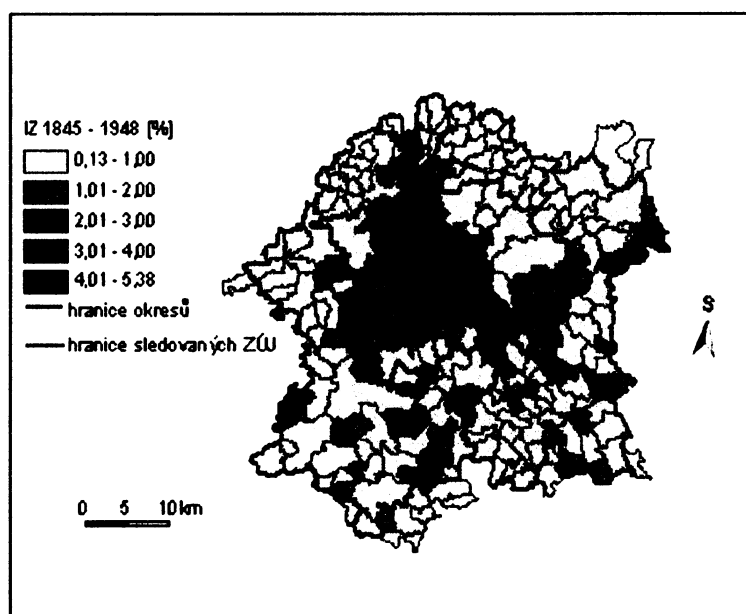 IZ 1845 - 1948 [%]
0,13 - 1,00
1,01 - 2,00
2,01 - 3,00
3,01 - 4,00
4,01 - 5,38
hranice okresů
hranice sledovaných ZÚJ
S
0 5 10 km